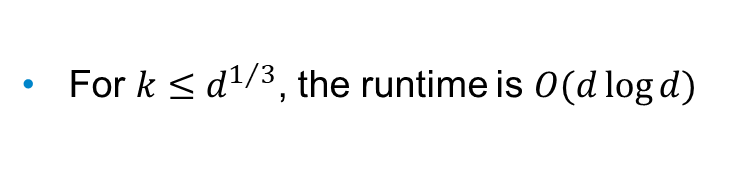 • For 𝑘 ≤ 𝑑^{1/3}, the runtime is 𝑂(𝑑 log 𝑑)